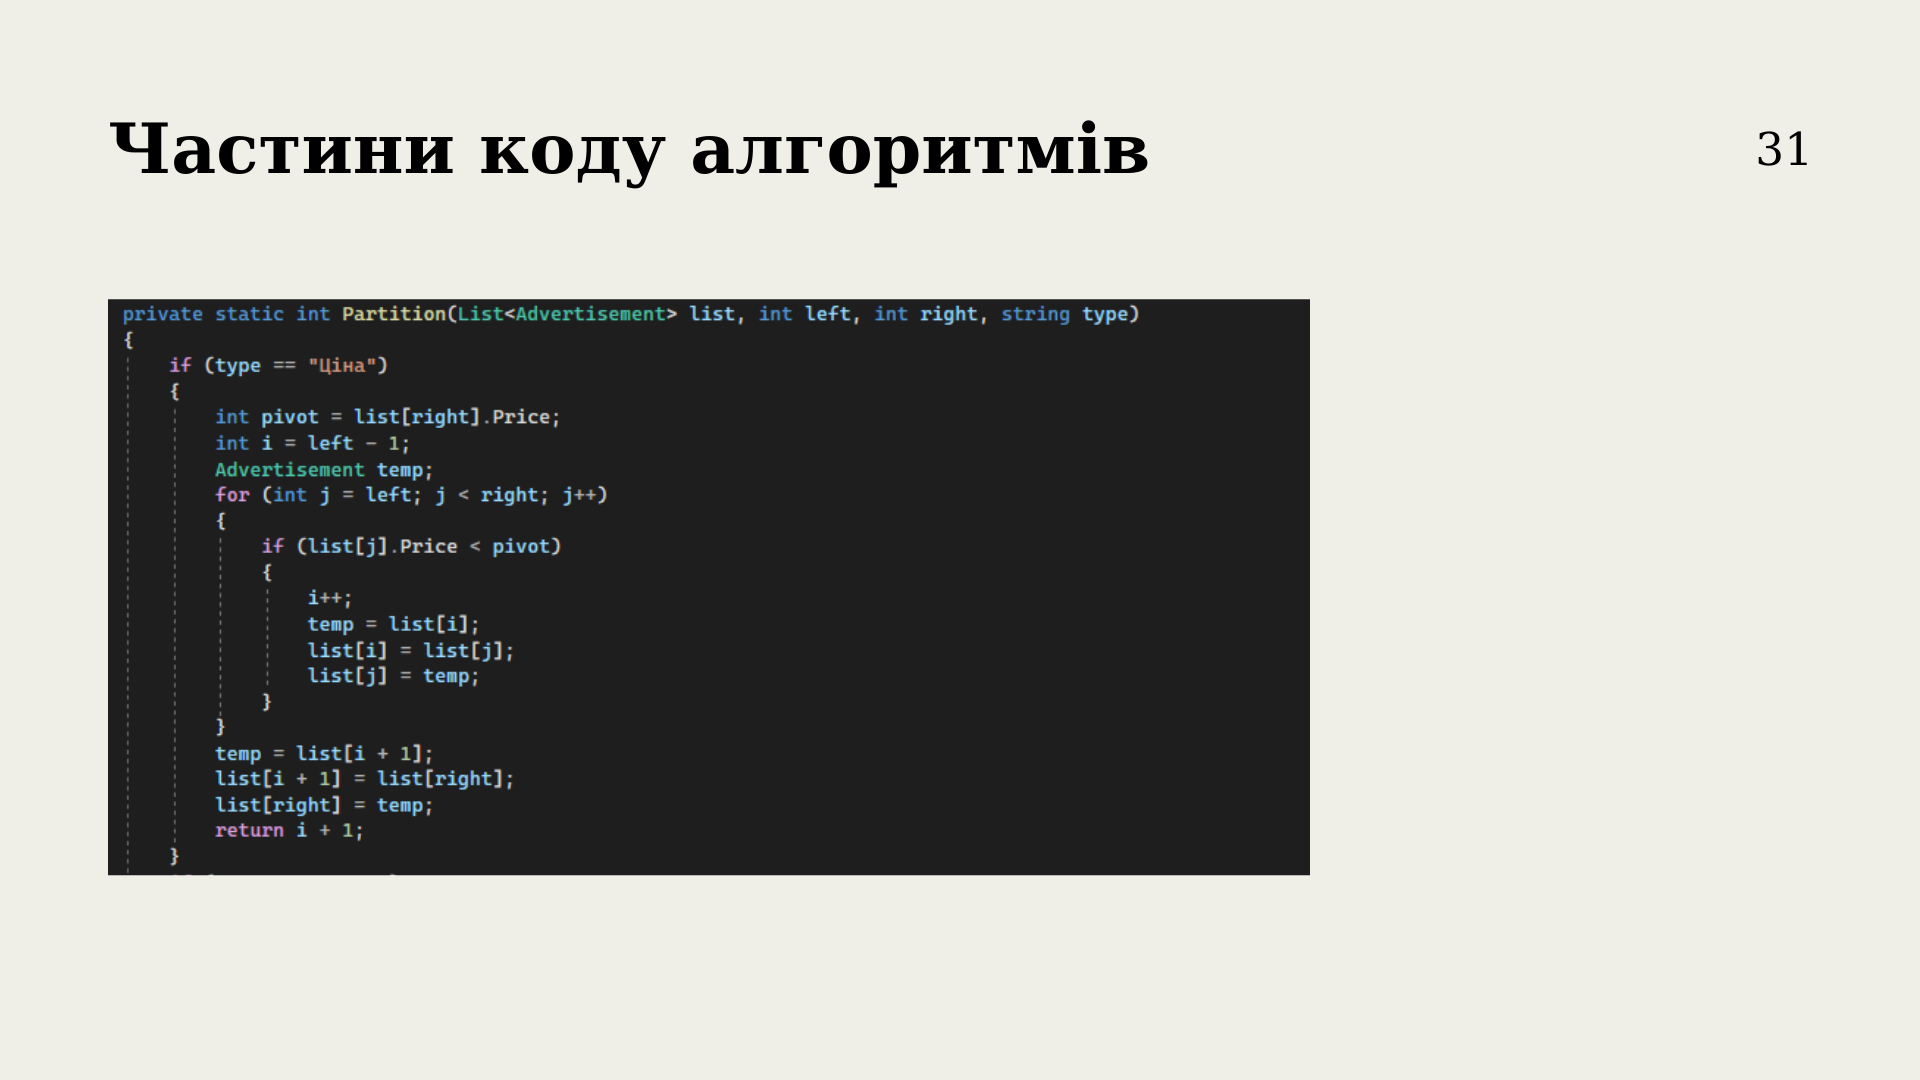 Частини коду алгоритмів
31
private static int Partition(List<Advertisement> list, int left, int right, string type)
{
    if (type == "Ціна")
    {
        int pivot = list[right].Price;
        int i = left - 1;
        Advertisement temp;
        for (int j = left; j < right; j++)
        {
            if (list[j].Price < pivot)
            {
                i++;
                temp = list[i];
                list[i] = list[j];
                list[j] = temp;
            }
        }
        temp = list[i + 1];
        list[i + 1] = list[right];
        list[right] = temp;
        return i + 1;
    }